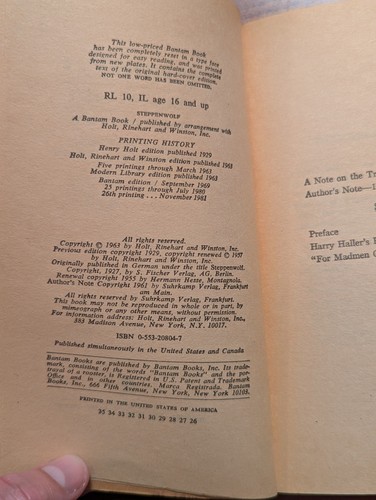 This low-priced Bantam Book
has been completely reset in a type face
designed for easy reading, and was printed
from new plates. It contains the complete
text of the original hard-cover edition.
NOT ONE WORD HAS BEEN OMITTED.
RL 10, IL age 16 and up
STEPPENWOLF
A Bantam Book / published by arrangement with
Holt, Rinehart and Winston, Inc.
PRINTING HISTORY
Henry Holt edition published 1929
Holt, Rinehart and Winston edition published 1963
Five printings through March 1963
Modern Library edition published 1963
Bantam edition / September 1969
25 printings through July 1980
26th printing . . . November 1981
All rights reserved.
Copyright © 1963 by Holt, Rinehart and Winston, Inc.
Previous edition copyright 1929, copyright renewed © 1957
by Holt, Rinehart and Winston, Inc.
Originally published in German under the title Steppenwolf.
Copyright, 1927, by S. Fischer Verlag, AG, Berlin.
Renewal copyright 1955 by Hermann Hesse, Montagnola.
Author's Note Copyright 1961 by Suhrkamp Verlag, Frankfurt
am Main.
All rights reserved by Suhrkamp Verlag, Frankfurt.
This book may not be reproduced in whole or in part, by
mimeograph or any other means, without permission.
For information address: Holt, Rinehart and Winston, Inc.,
383 Madison Avenue, New York, N.Y. 10017.
ISBN 0-553-20804-7
Published simultaneously in the United States and Canada
Bantam Books are published by Bantam Books, Inc. Its trade-
mark, consisting of the words "Bantam Books" and the por-
trayal of a rooster, is Registered in U.S. Patent and Trademark
Office and in other countries. Marca Registrada. Bantam
Books, Inc., 666 Fifth Avenue, New York, New York 10103.
PRINTED IN THE UNITED STATES OF AMERICA
35 34 33 32 31 30 29 28 27 26
A Note on the
Author's Note—
Preface
Harry Haller's
"For Madmen